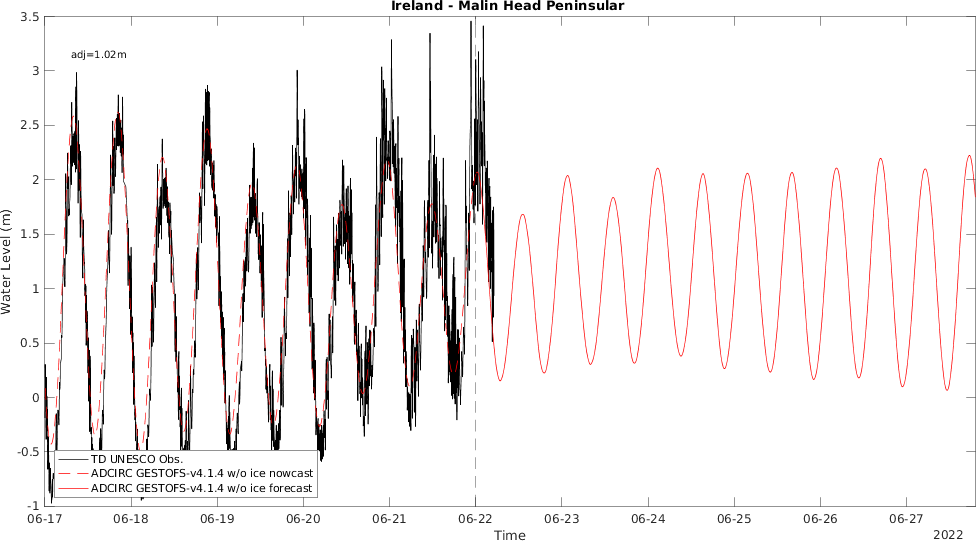 Ireland - Malin Head Peninsular
3.5
adj=1.02m
3
2.5
2
1.5
1
0.5
0
-0.5
-1
Water Level (m)
TD UNESCO Obs.
ADCIRC GESTOFS-v4.1.4 w/o ice nowcast
ADCIRC GESTOFS-v4.1.4 w/o ice forecast
06-17 06-18 06-19 06-20 06-21 06-22 06-23 06-24 06-25 06-26 06-27
Time
2022